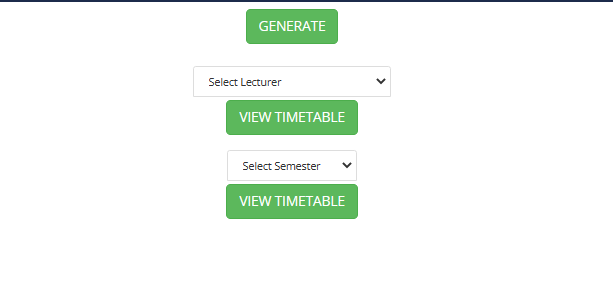 GENERATE
Select Lecturer
VIEW TIMETABLE
Select Semester
VIEW TIMETABLE